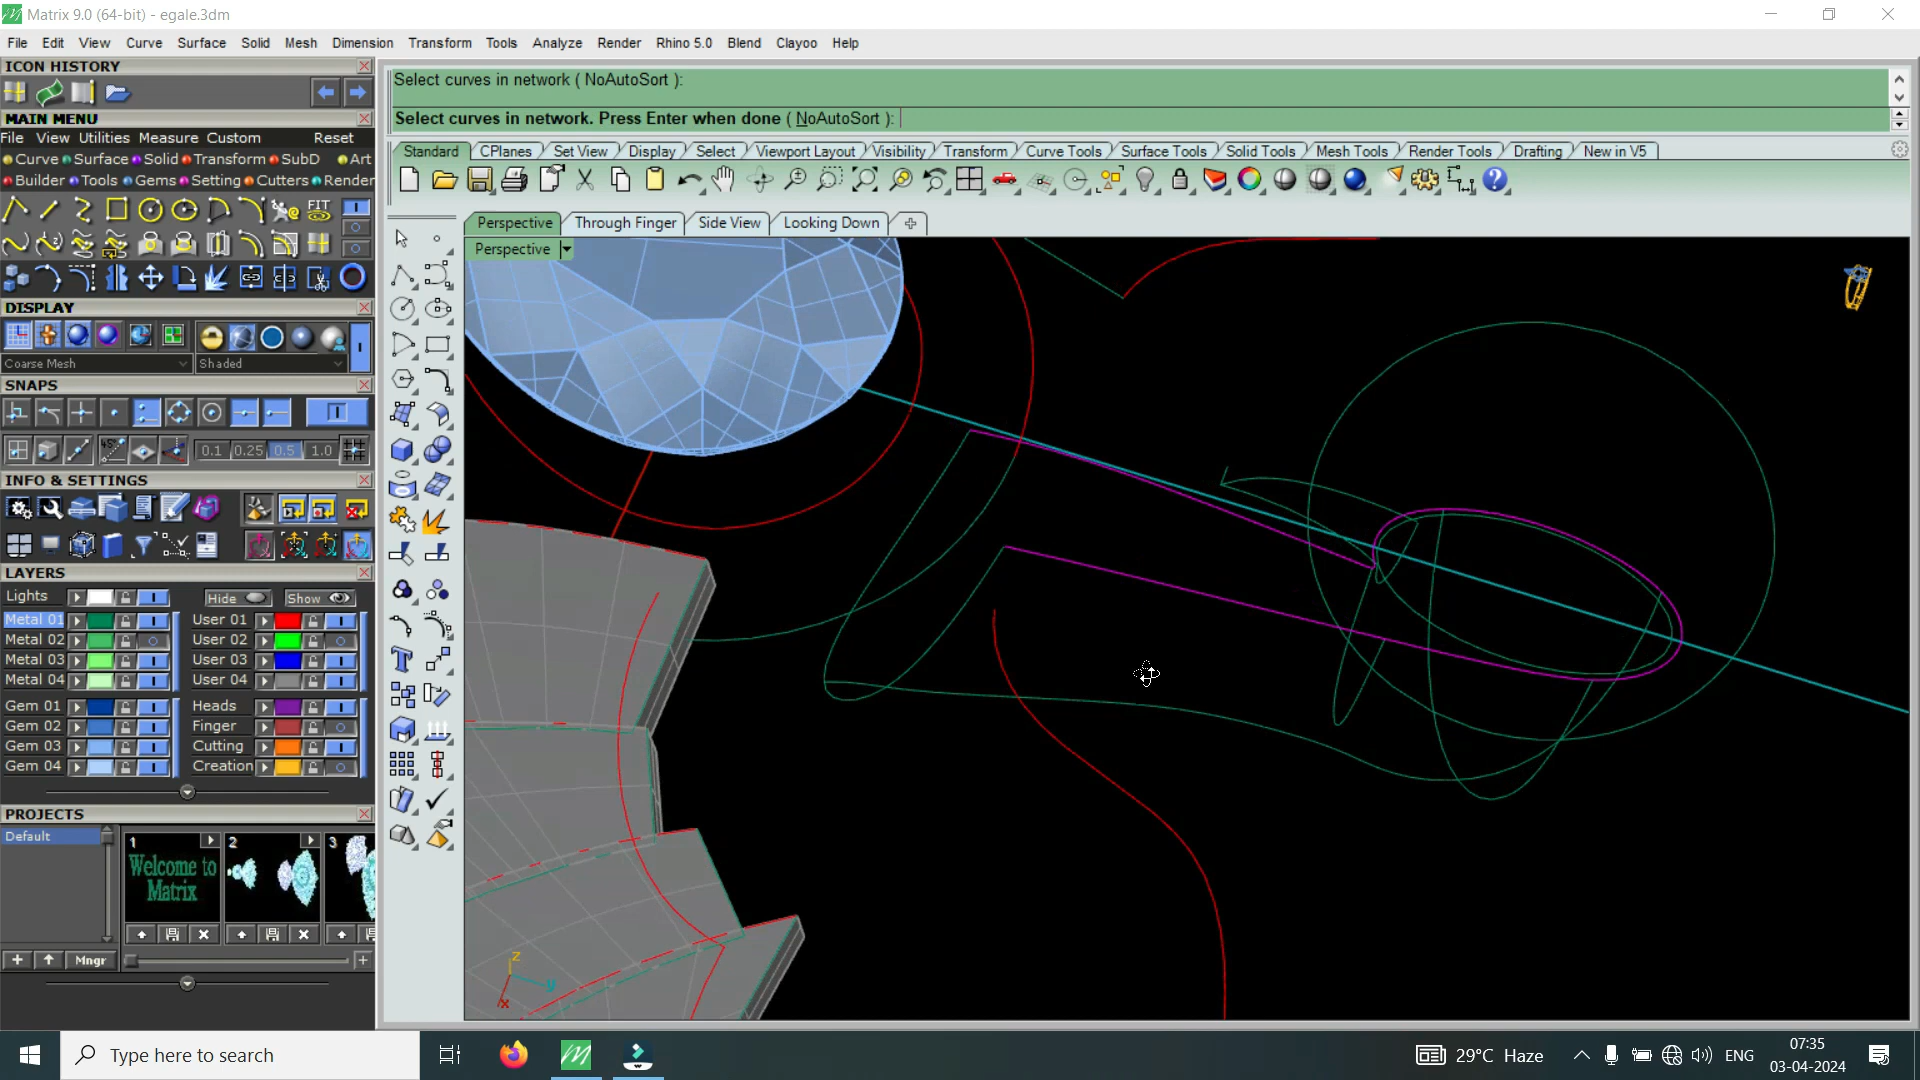 Matrix 9.0 (64-bit) - egale.3dm
File Edit View Curve Surface Solid Mesh Dimension Transform Tools Analyze Render Rhino 5.0 Blend Clayoo Help
ICON HISTORY
MAIN MENU
File View Utilities Measure Custom Reset
Curve Surface Solid Transform SubD Art
Builder Tools Gems Setting Cutters Render
FIT
DISPLAY
Coarse Mesh Shaded
SNAPS
0.1 0.25 0.5 1.0
INFO & SETTINGS
LAYERS
Lights Hide Show
Metal 01 User 01
Metal 02 User 02
Metal 03 User 03
Metal 04 User 04
Gem 01 Heads
Gem 02 Finger
Gem 03 Cutting
Gem 04 Creation
PROJECTS
Default
1 2 3
Welcome to
Matrix
Mngr
Select curves in network ( NoAutoSort ):
Select curves in network. Press Enter when done ( NoAutoSort ):
Standard CPlanes Set View Display Select Viewport Layout Visibility Transform Curve Tools Surface Tools Solid Tools Mesh Tools Render Tools Drafting New in V5
Perspective Through Finger Side View Looking Down
Perspective
z
y
x
Type here to search
29°C Haze
ENG
07:35
03-04-2024